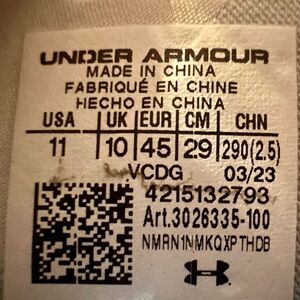 UNDER ARMOUR
MADE IN CHINA
FABRIQUÉ EN CHINE
HECHO EN CHINA
USA UK EUR CM CHN
11 10 45 29 290(2.5)
VCDG 03/23
4215132793
Art.3026335-100
NMRN1NMKQXPTHDB